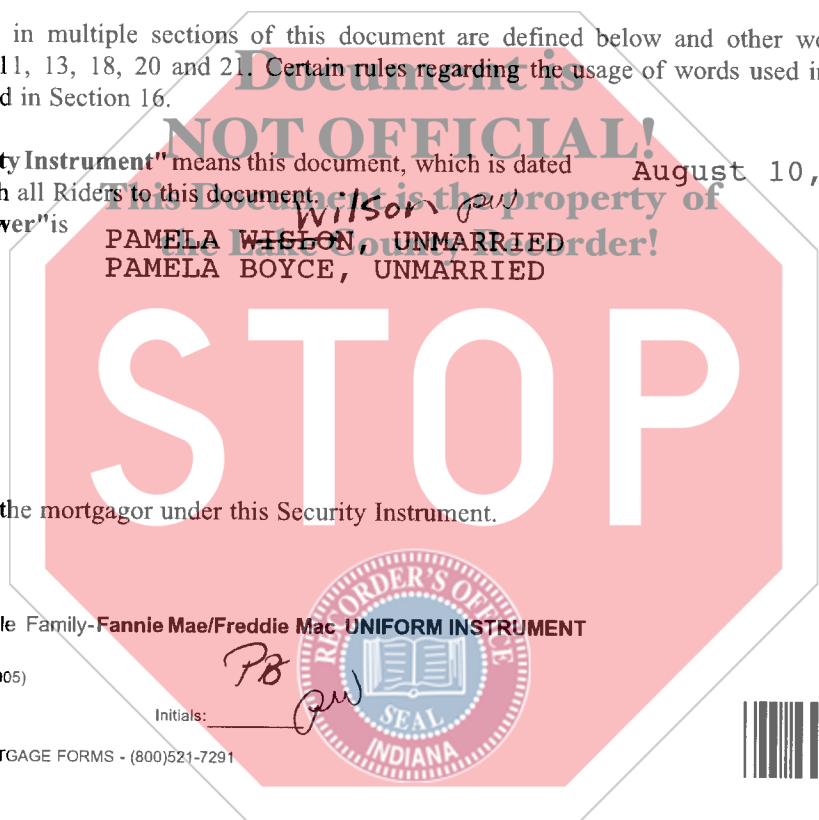 in multiple sections of this document are defined below and other wo
11, 13, 18, 20 and 21. Certain rules regarding the usage of words used in
d in Section 16.
Document is
NOT OFFICIAL!
This Document is the property of
the Lake County Recorder!
ty Instrument" means this document, which is dated August 10,
h all Riders to this document.
Wilson paw
wer" is
PAMELA WISLON, UNMARRIED
PAMELA BOYCE, UNMARRIED
STOP
the mortgagor under this Security Instrument.
RECORDER'S OFFICE
SEAL
INDIANA
le Family-Fannie Mae/Freddie Mac UNIFORM INSTRUMENT
PB
005)
Initials: paw
TGAGE FORMS - (800)521-7291